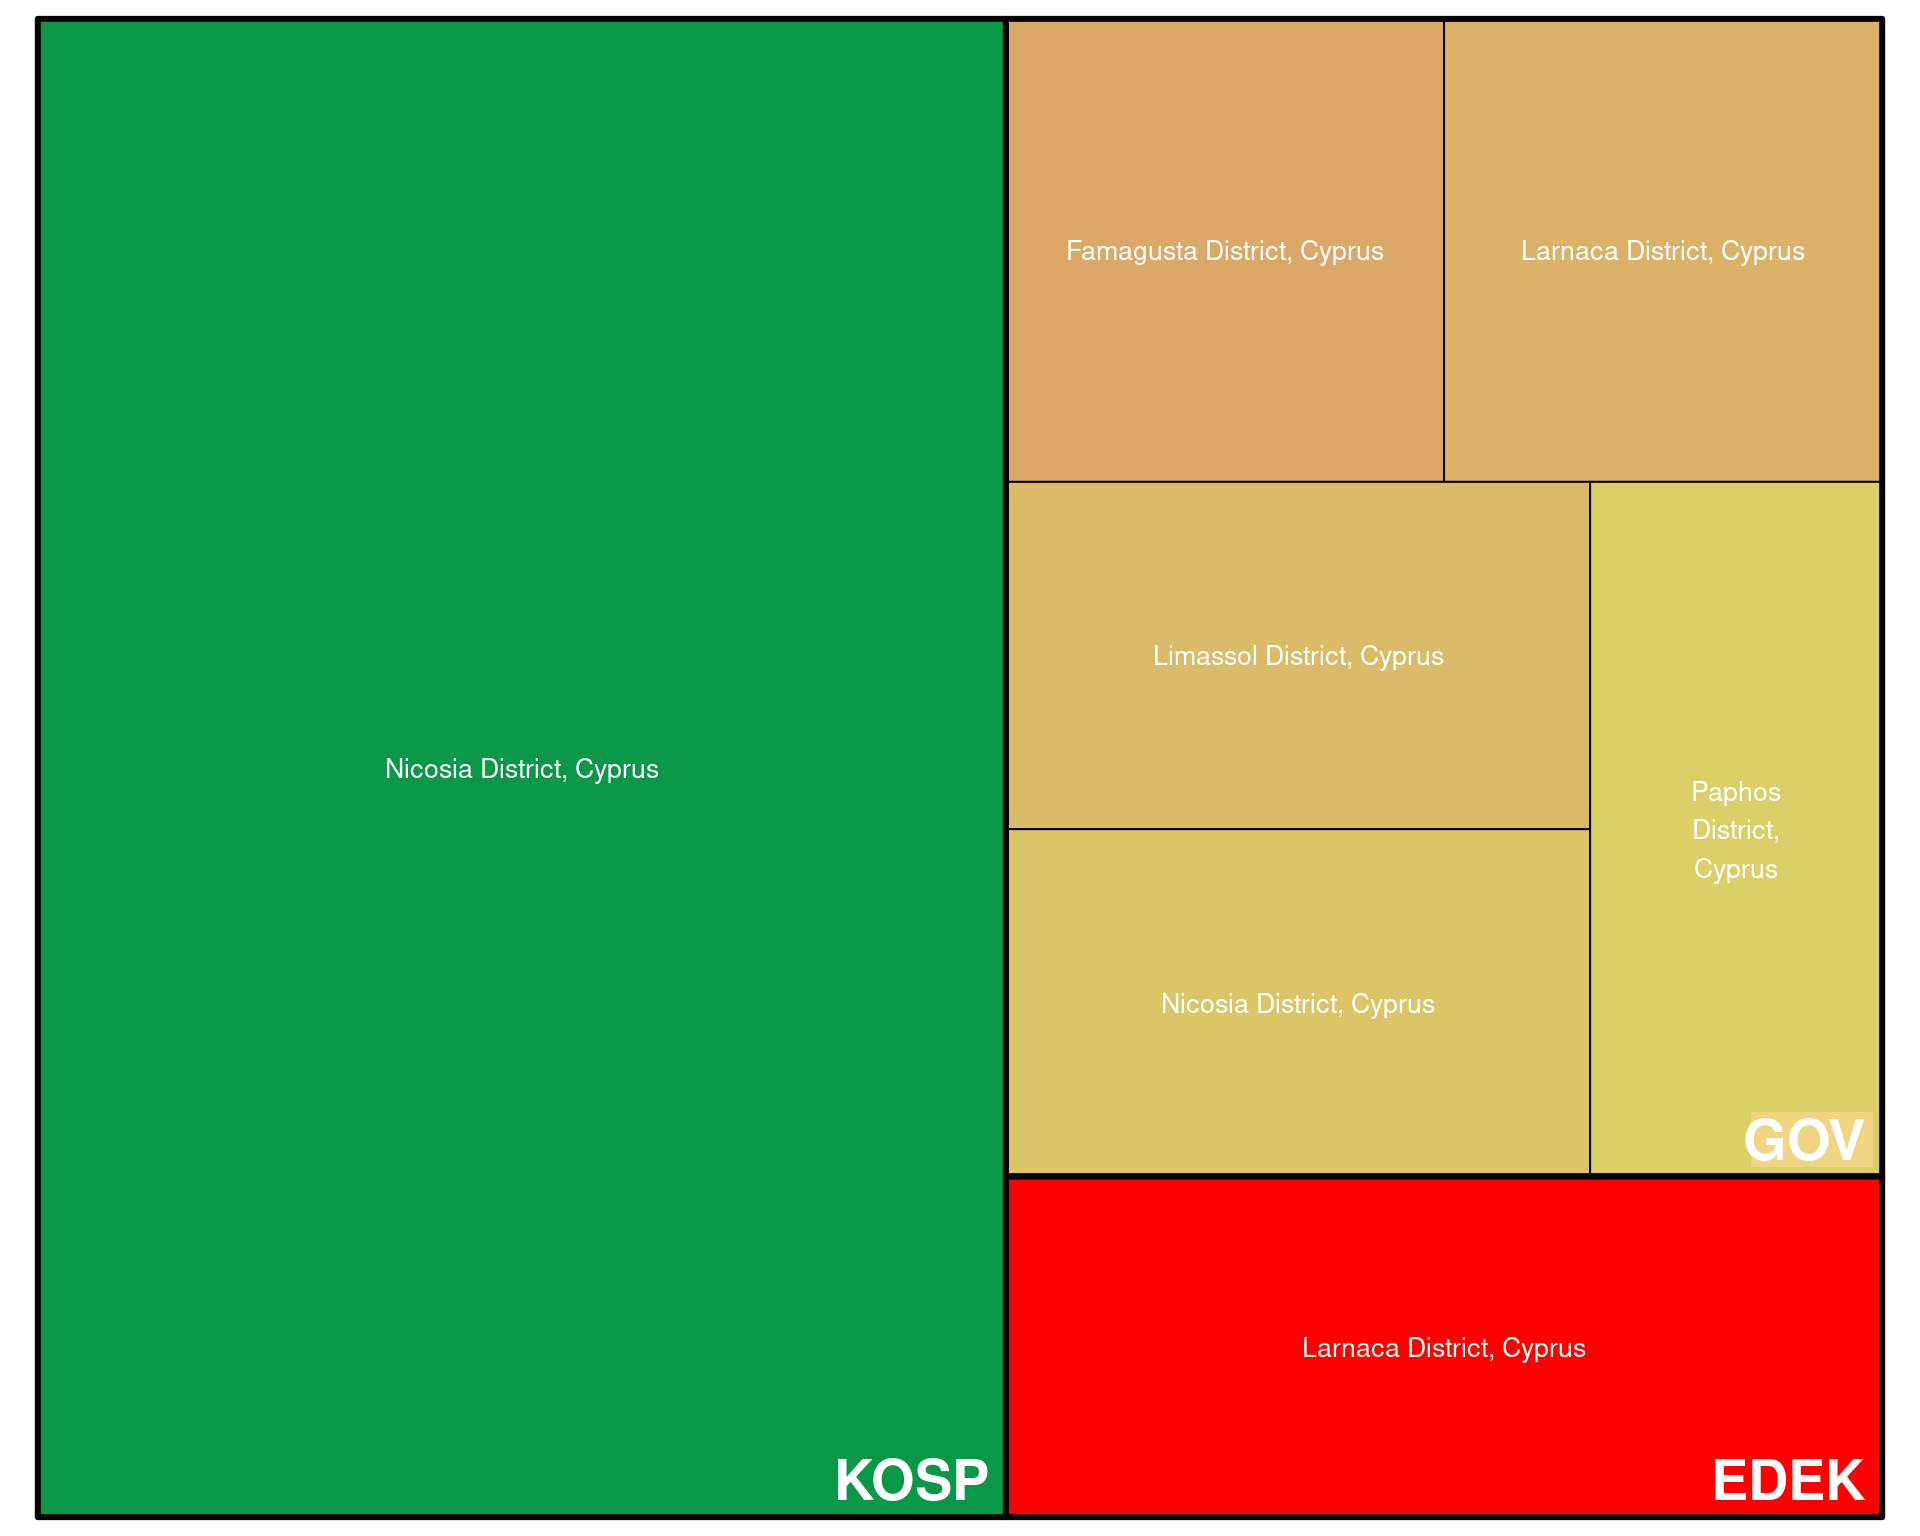 Nicosia District, Cyprus
KOSP
Famagusta District, Cyprus
Larnaca District, Cyprus
Limassol District, Cyprus
Nicosia District, Cyprus
Paphos
District,
Cyprus
GOV
Larnaca District, Cyprus
EDEK